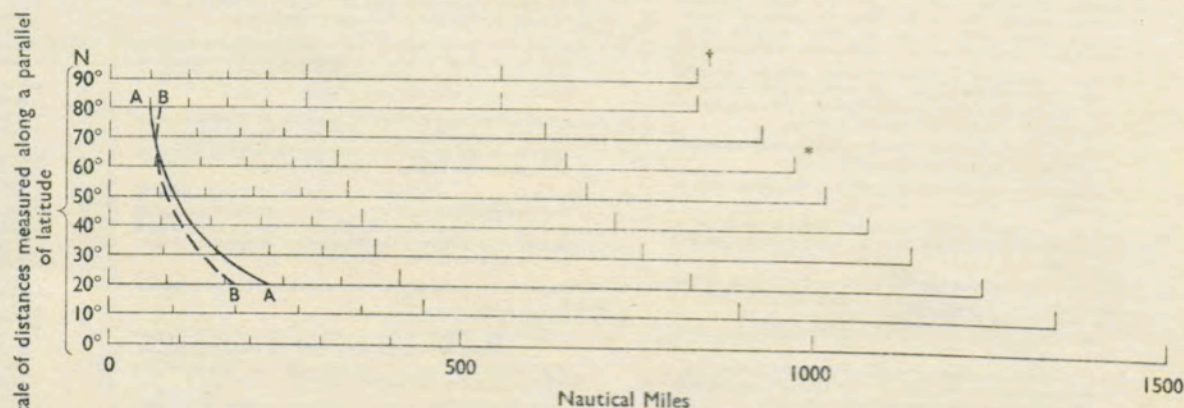 cale of distances measured along a parallel
of latitude
N
†
90°
A B
80°
70°
60° *
50°
40°
30°
20°
B A
10°
0°
0 500 1000 1500
Nautical Miles